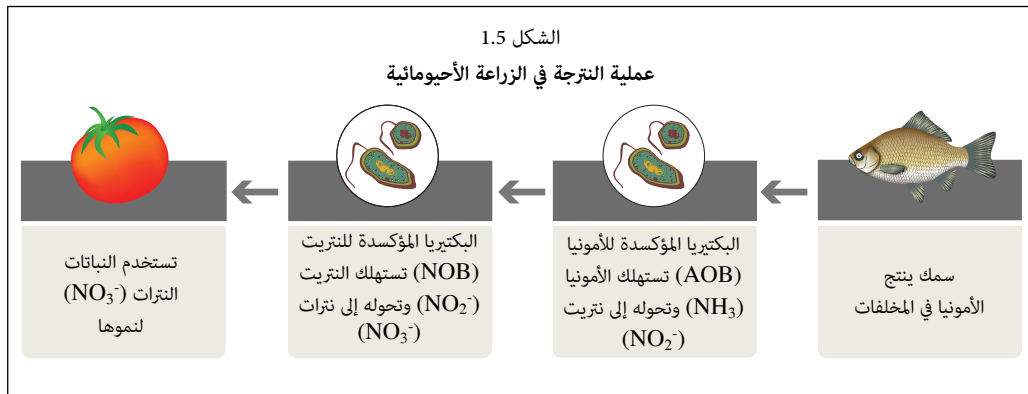 الشكل 1.5
عملية النترجة في الزراعة الأحيومائية
سمك ينتج
الأمونيا في المخلفات
البكتيريا المؤكسدة للأمونيا
(AOB) تستهلك الأمونيا
(NH₃) وتحوله إلى نتريت
(NO₂⁻)
البكتيريا المؤكسدة للنتريت
(NOB) تستهلك النتريت
(NO₂⁻) وتحوله إلى نترات
(NO₃⁻)
تستخدم النباتات
النترات (NO₃⁻)
لنموها